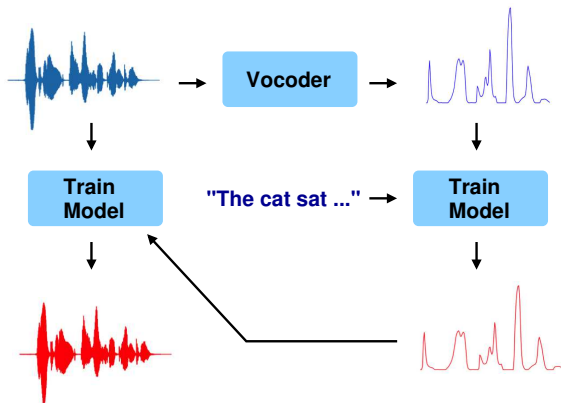 Vocoder
Train
Model
"The cat sat ..."
Train
Model